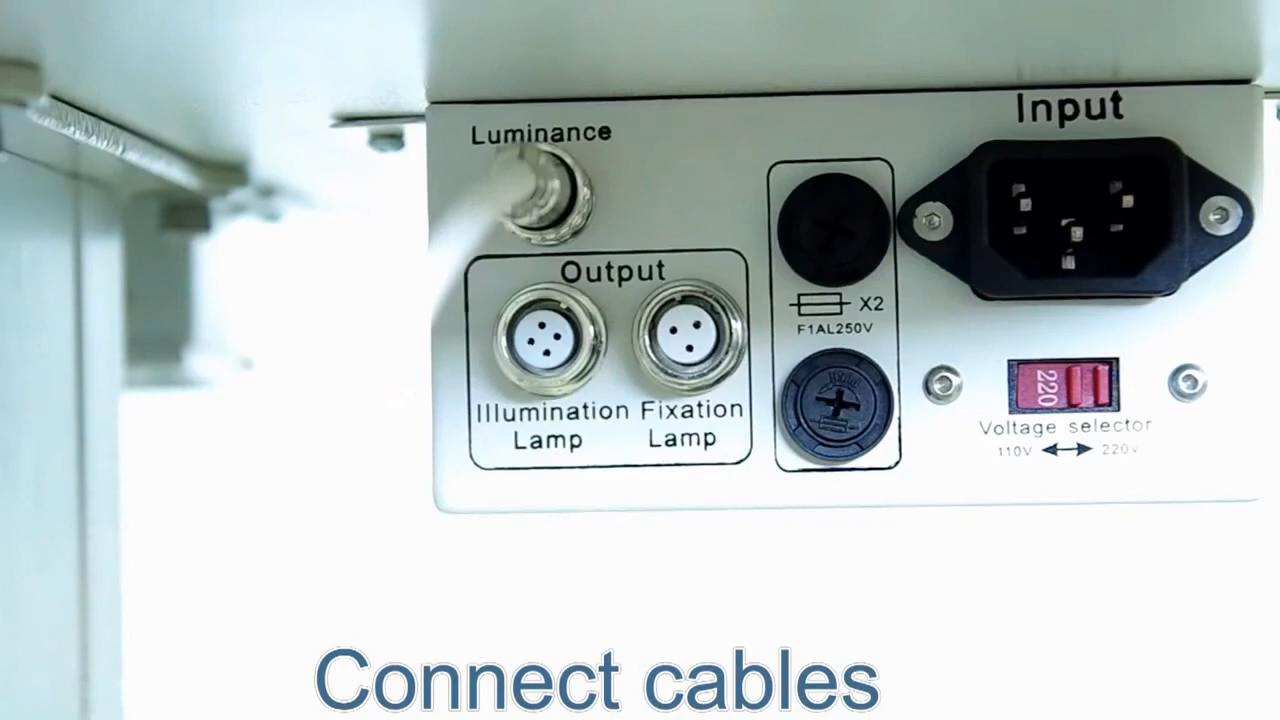 Luminance
Input
Output
Illumination Fixation
Lamp Lamp
X2
F1AL250V
220
Voltage selector
110V 220V
Connect cables